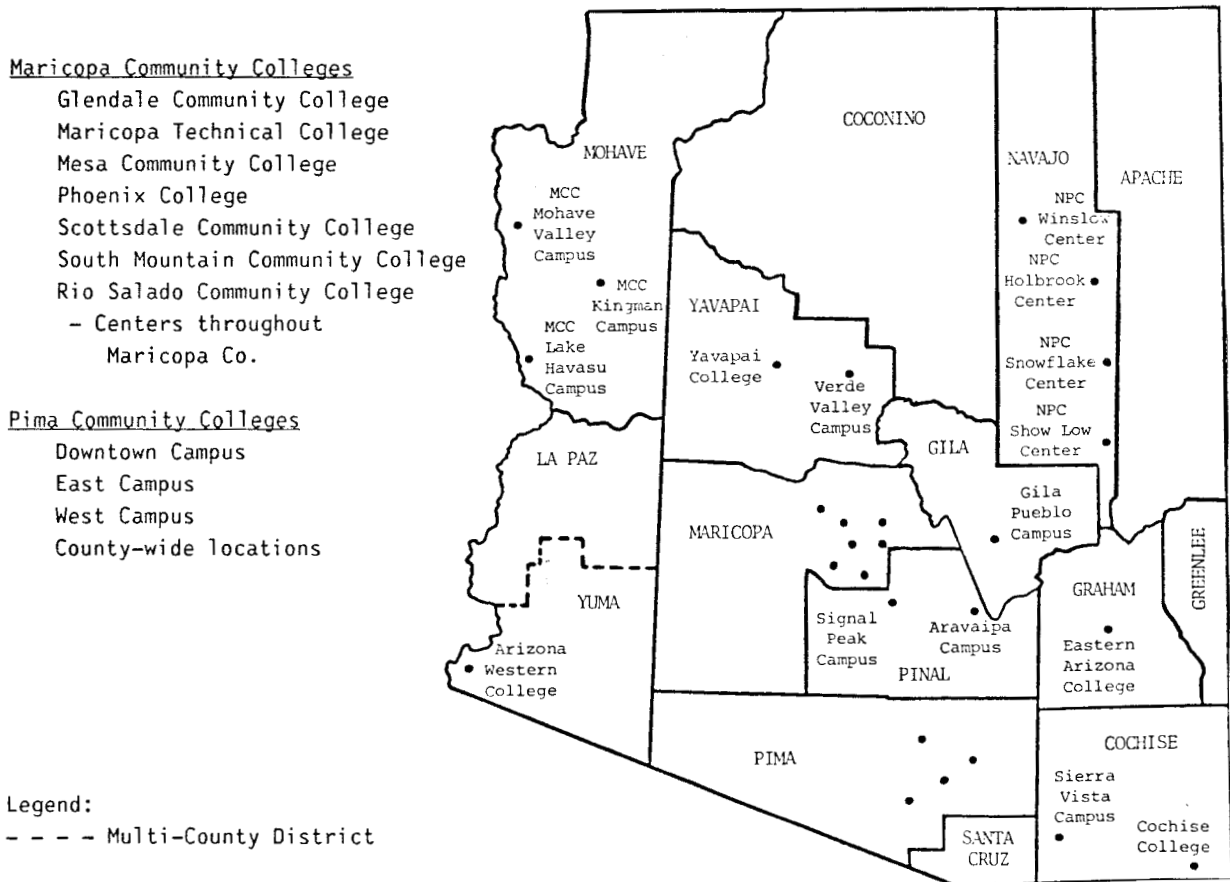 Maricopa Community Colleges
Glendale Community College
Maricopa Technical College
Mesa Community College
Phoenix College
Scottsdale Community College
South Mountain Community College
Rio Salado Community College
– Centers throughout
Maricopa Co.
Pima Community Colleges
Downtown Campus
East Campus
West Campus
County-wide locations
Legend:
– – – – Multi-County District
MOHAVE
MCC
Mohave
Valley
Campus
MCC
Kingman
Campus
MCC
Lake
Havasu
Campus
COCONINO
NAVAJO
NPC
Winslow
Center
NPC
Holbrook
Center
NPC
Snowflake
Center
NPC
Show Low
Center
APACHE
YAVAPAI
Yavapai
College
Verde
Valley
Campus
LA PAZ
YUMA
Arizona
Western
College
MARICOPA
GILA
Gila
Pueblo
Campus
Signal
Peak
Campus
Aravaipa
Campus
PINAL
GRAHAM
Eastern
Arizona
College
GREENLEE
PIMA
SANTA
CRUZ
COCHISE
Sierra
Vista
Campus
Cochise
College